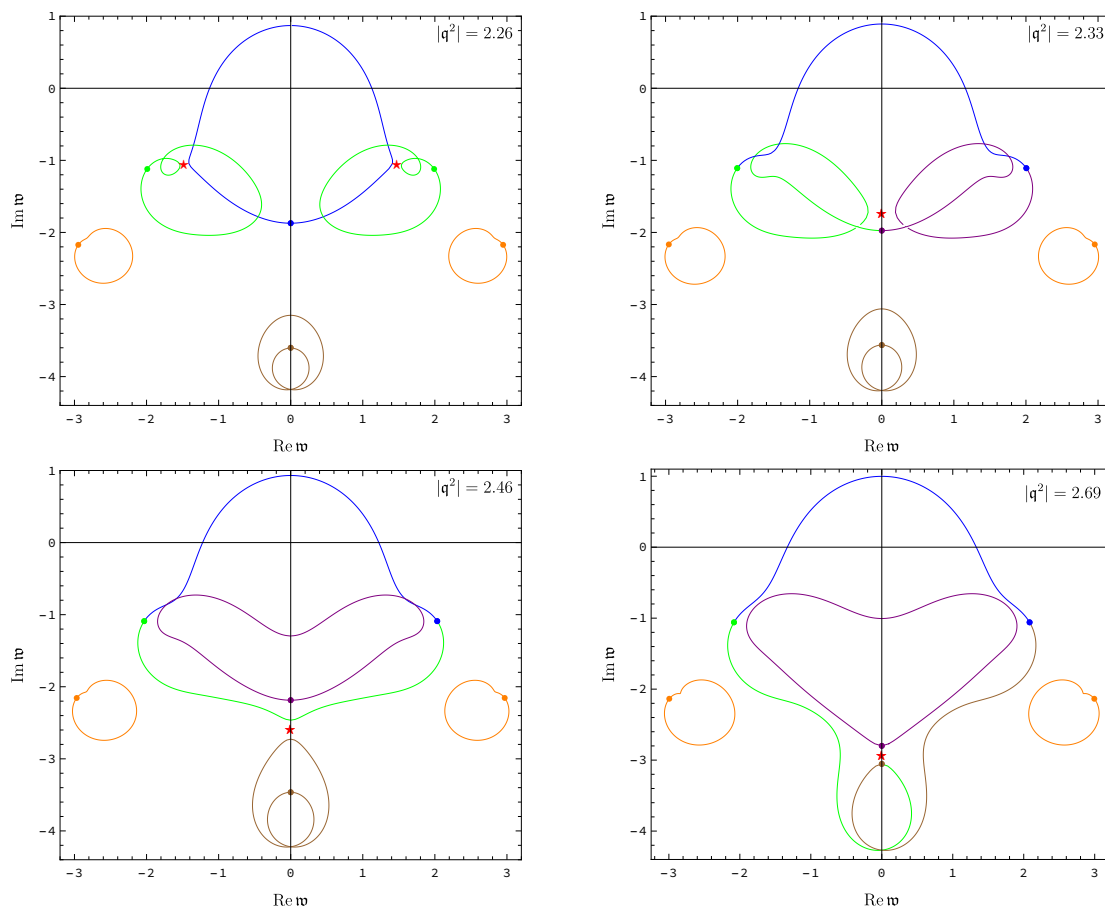 |𝔮²| = 2.26
1
0
−1
−2
−3
−4
Im 𝔴
−3 −2 −1 0 1 2 3
Re 𝔴
|𝔮²| = 2.33
1
0
−1
−2
−3
−4
Im 𝔴
−3 −2 −1 0 1 2 3
Re 𝔴
|𝔮²| = 2.46
1
0
−1
−2
−3
−4
Im 𝔴
−3 −2 −1 0 1 2 3
Re 𝔴
|𝔮²| = 2.69
1
0
−1
−2
−3
−4
Im 𝔴
−3 −2 −1 0 1 2 3
Re 𝔴